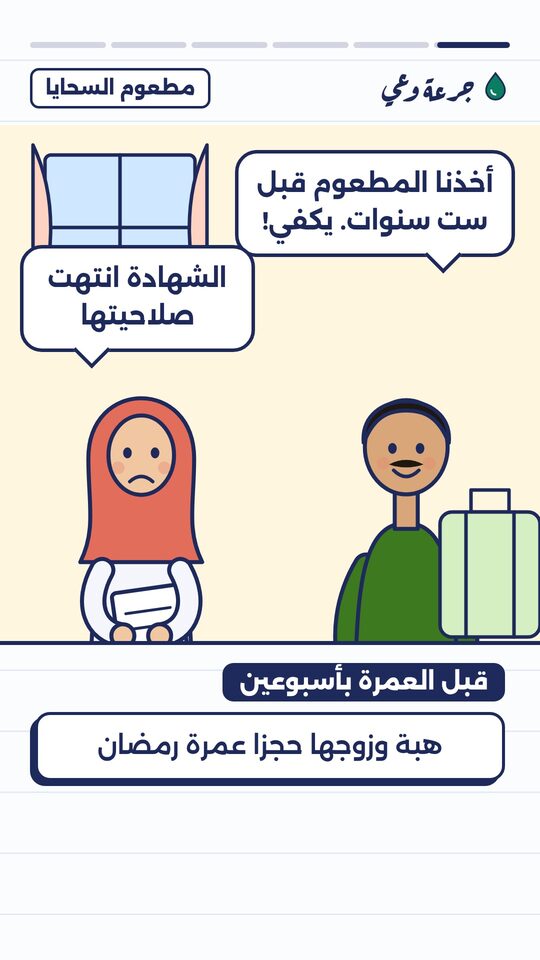 جرعة وعي
مطعوم السحايا
أخذنا المطعوم قبل
ست سنوات. يكفي!
الشهادة انتهت
صلاحيتها
قبل العمرة بأسبوعين
هبة وزوجها حجزا عمرة رمضان